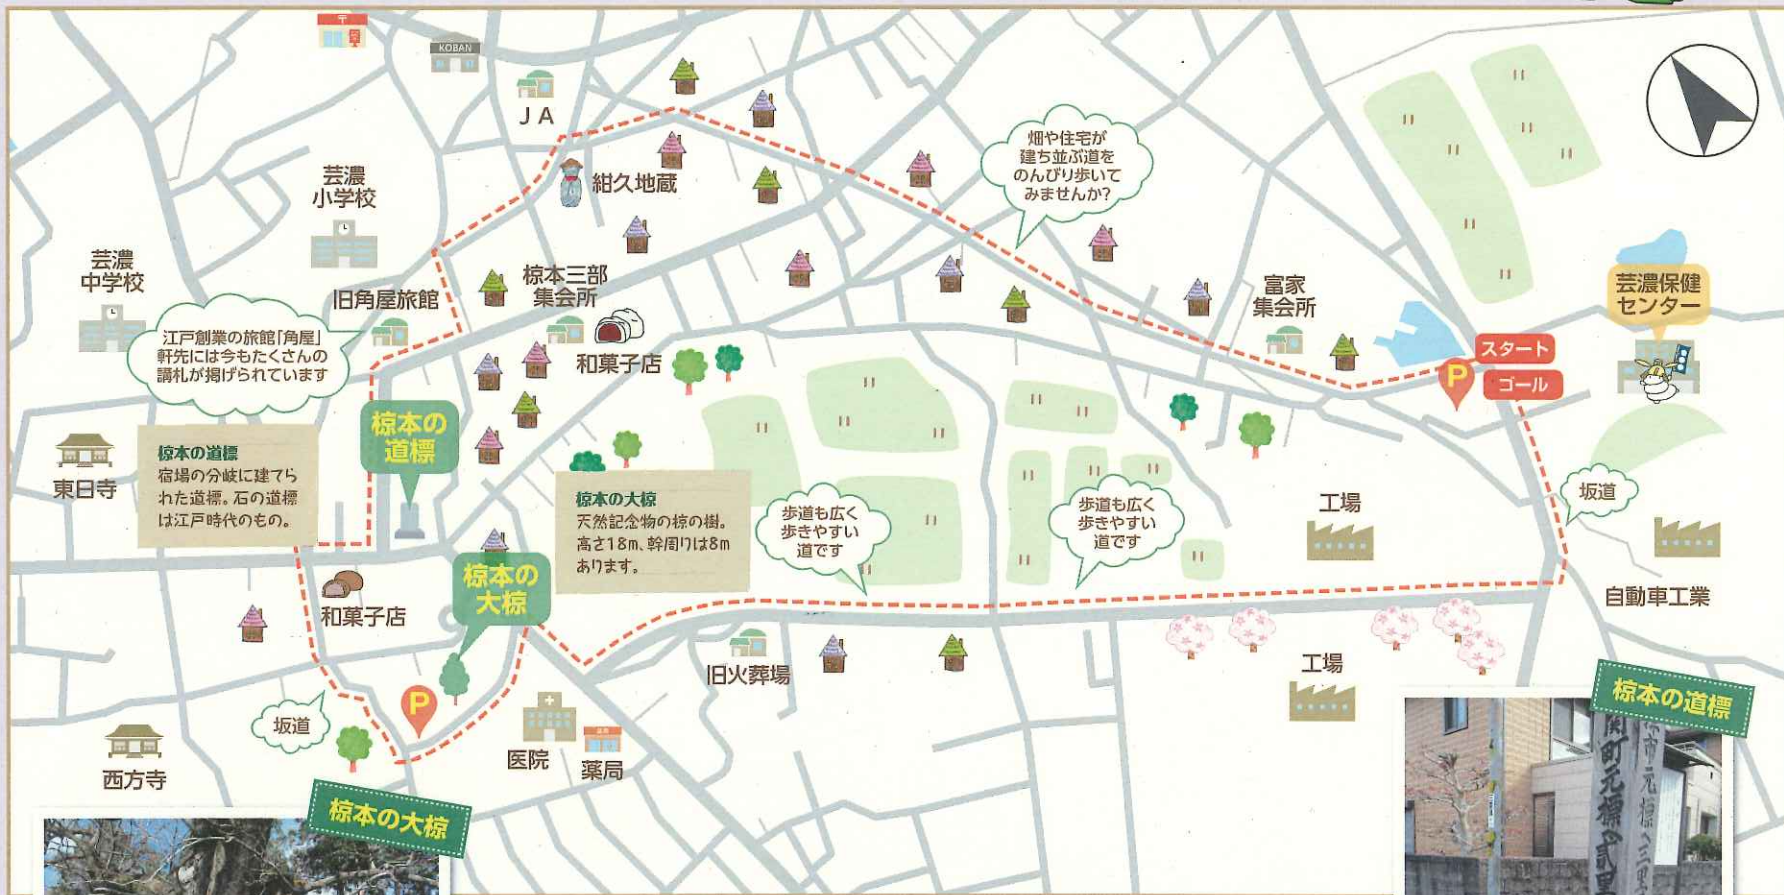 〒
KOBAN
JA
芸濃
小学校
芸濃
中学校
紺久地蔵
畑や住宅が
建ち並ぶ道を
のんびり歩いて
みませんか?
旧角屋旅館
椋本三部
集会所
和菓子店
富家
集会所
芸濃保健
センター
スタート
ゴール
P
江戸創業の旅館「角屋」
軒先には今もたくさんの
講札が掲げられています
椋本の
道標
椋本の道標
宿場の分岐に建てら
れた道標。石の道標
は江戸時代のもの。
東日寺
椋本の大椋
天然記念物の椋の樹。
高さ18m、幹周りは8m
あります。
歩道も広く
歩きやすい
道です
歩道も広く
歩きやすい
道です
工場
坂道
自動車工業
椋本の
大椋
和菓子店
旧火葬場
工場
P
坂道
西方寺
医院
薬局
椋本の大椋
椋本の道標
町元標へ弐里
市元標へ三里